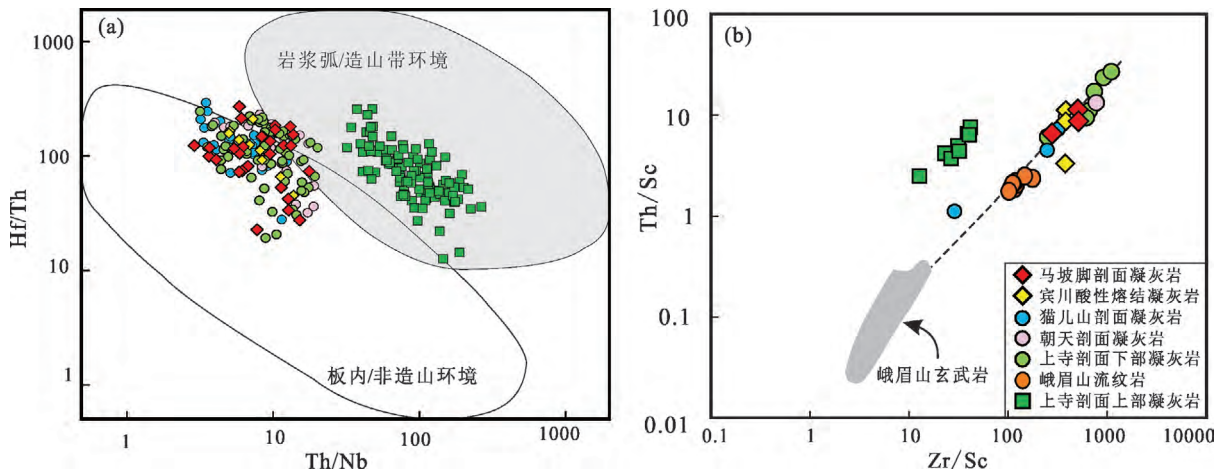 (a)
岩浆弧/造山带环境
板内/非造山环境
1000
100
10
1
Hf/Th
1
10
100
1000
Th/Nb
(b)
100
10
1
0.1
0.01
Th/Sc
峨眉山玄武岩
马坡脚剖面凝灰岩
宾川酸性熔结凝灰岩
猫儿山剖面凝灰岩
朝天剖面凝灰岩
上寺剖面下部凝灰岩
峨眉山流纹岩
上寺剖面上部凝灰岩
0.1
1
10
100
1000
10000
Zr/Sc